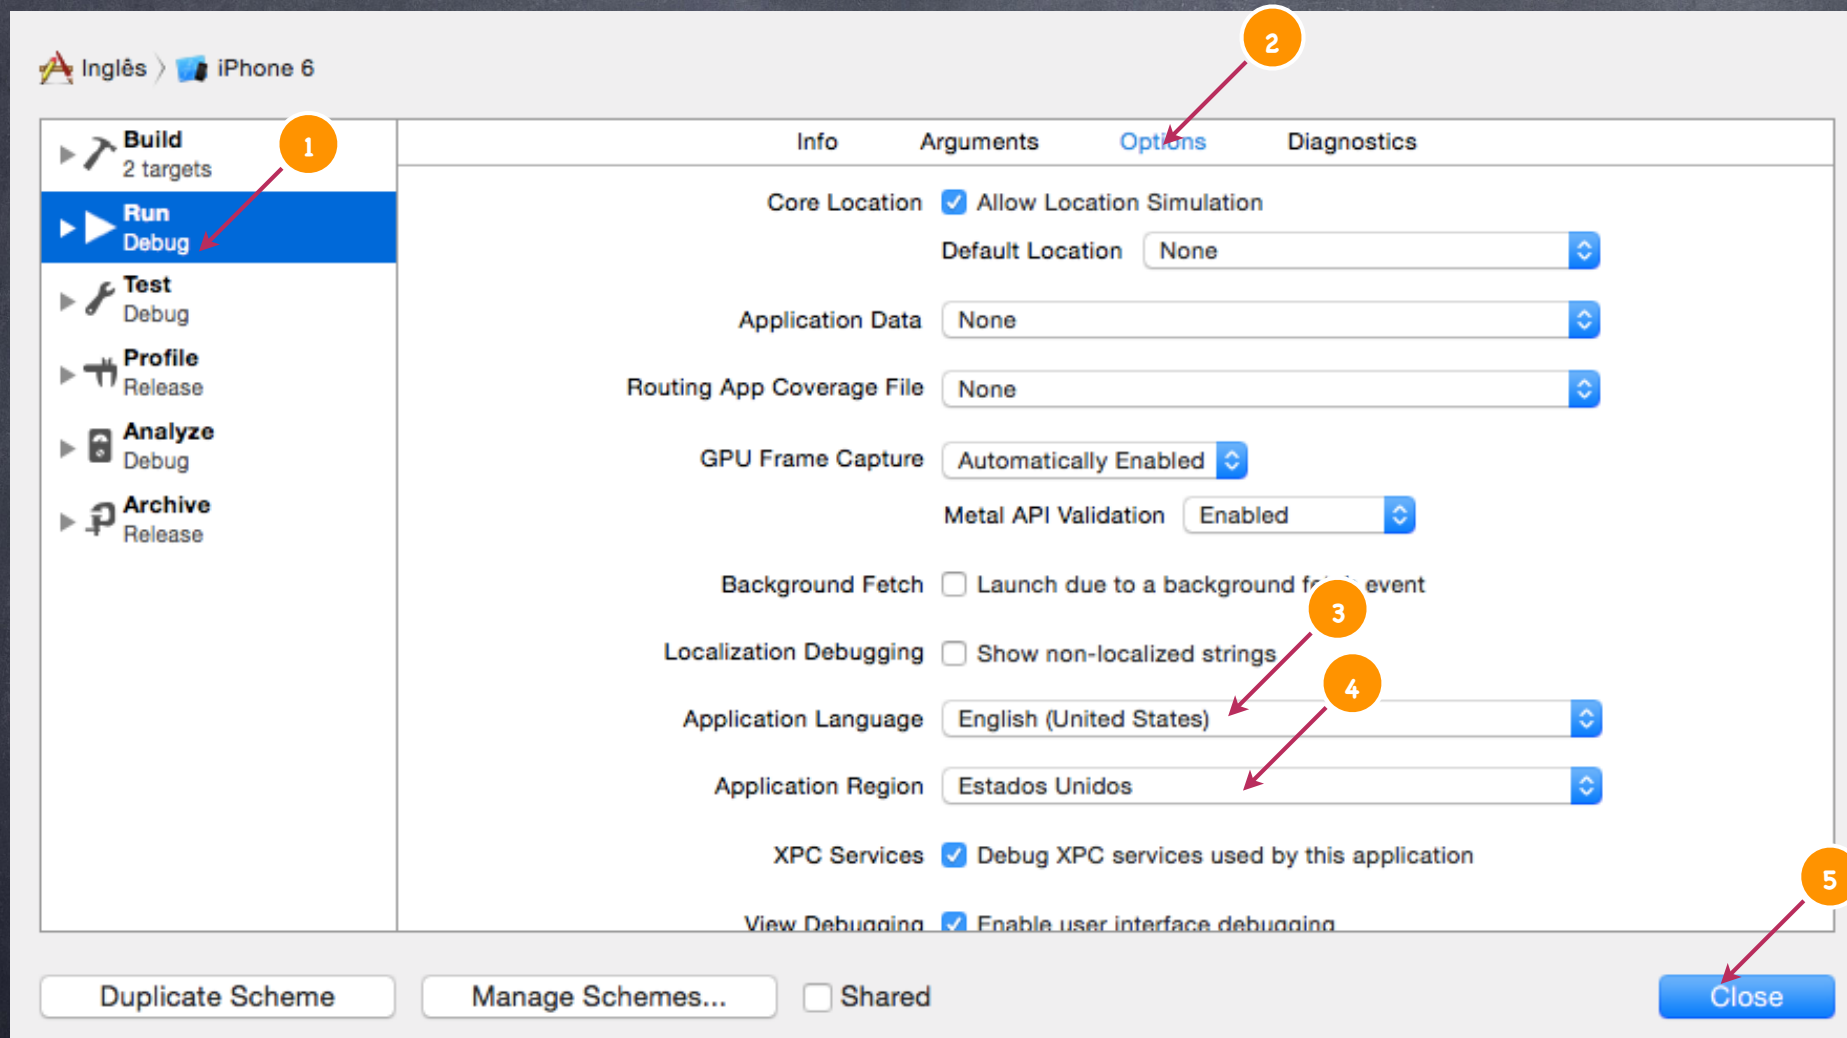 2
Inglês 〉 iPhone 6
1
Build
2 targets
Run
Debug
Test
Debug
Profile
Release
Analyze
Debug
Archive
Release
Info Arguments Options Diagnostics
Core Location Allow Location Simulation
Default Location None
Application Data None
Routing App Coverage File None
GPU Frame Capture Automatically Enabled
Metal API Validation Enabled
Background Fetch Launch due to a background event
3
Localization Debugging Show non-localized strings
4
Application Language English (United States)
Application Region Estados Unidos
XPC Services Debug XPC services used by this application
5
View Debugging Enable user interface debugging
Duplicate Scheme Manage Schemes... Shared Close